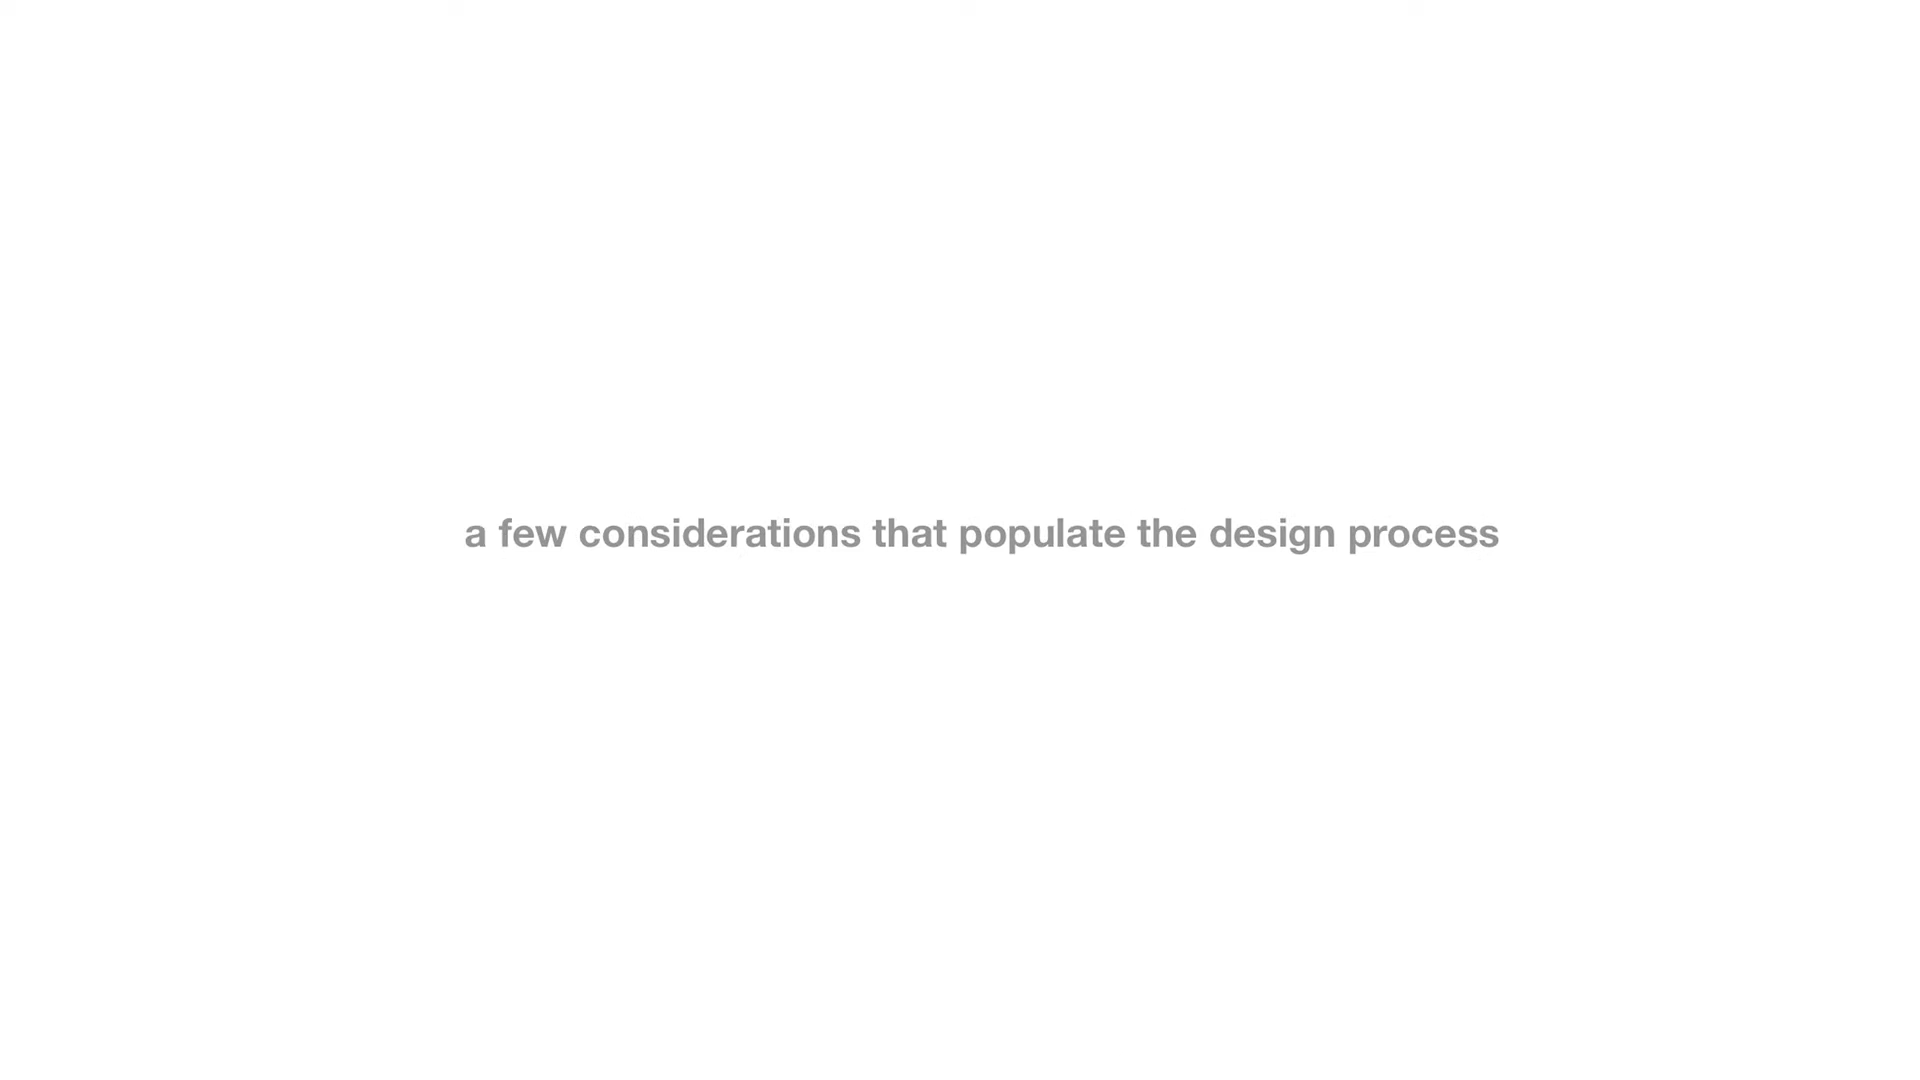 a few considerations that populate the design process